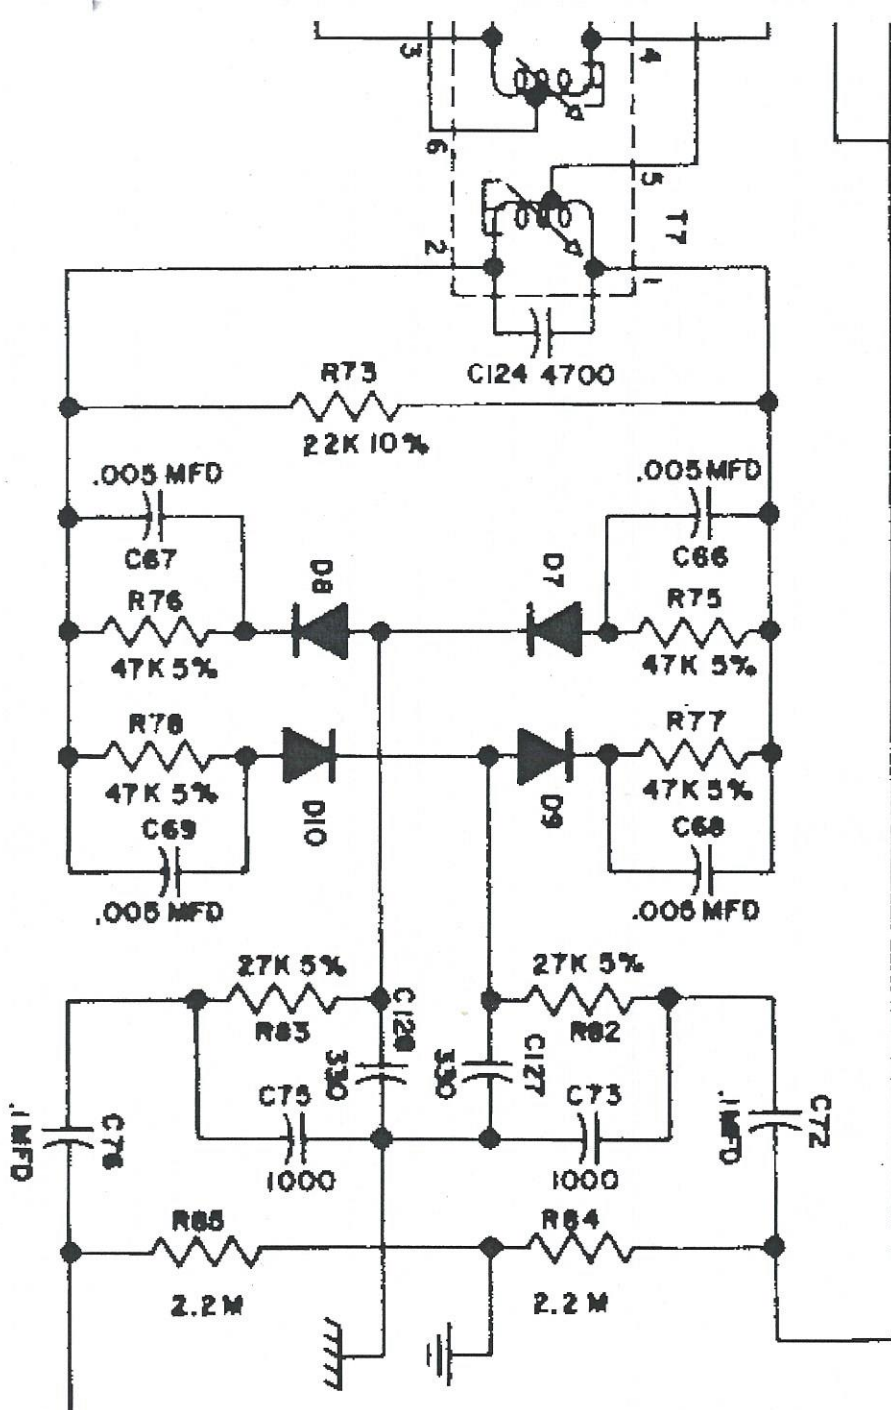 3
4
6
5
T7
2
1
C124 4700
R73
22K 10%
.005 MFD
.005 MFD
C67
C66
D8
D7
R76
R75
47K 5%
47K 5%
R78
R77
47K 5%
47K 5%
D10
D9
C69
C68
.005 MFD
.005 MFD
27K 5%
27K 5%
R83
R82
C128
330
330
C127
C75
C73
1000
1000
.1MFD
C76
.1MFD
C72
R85
R84
2.2M
2.2M